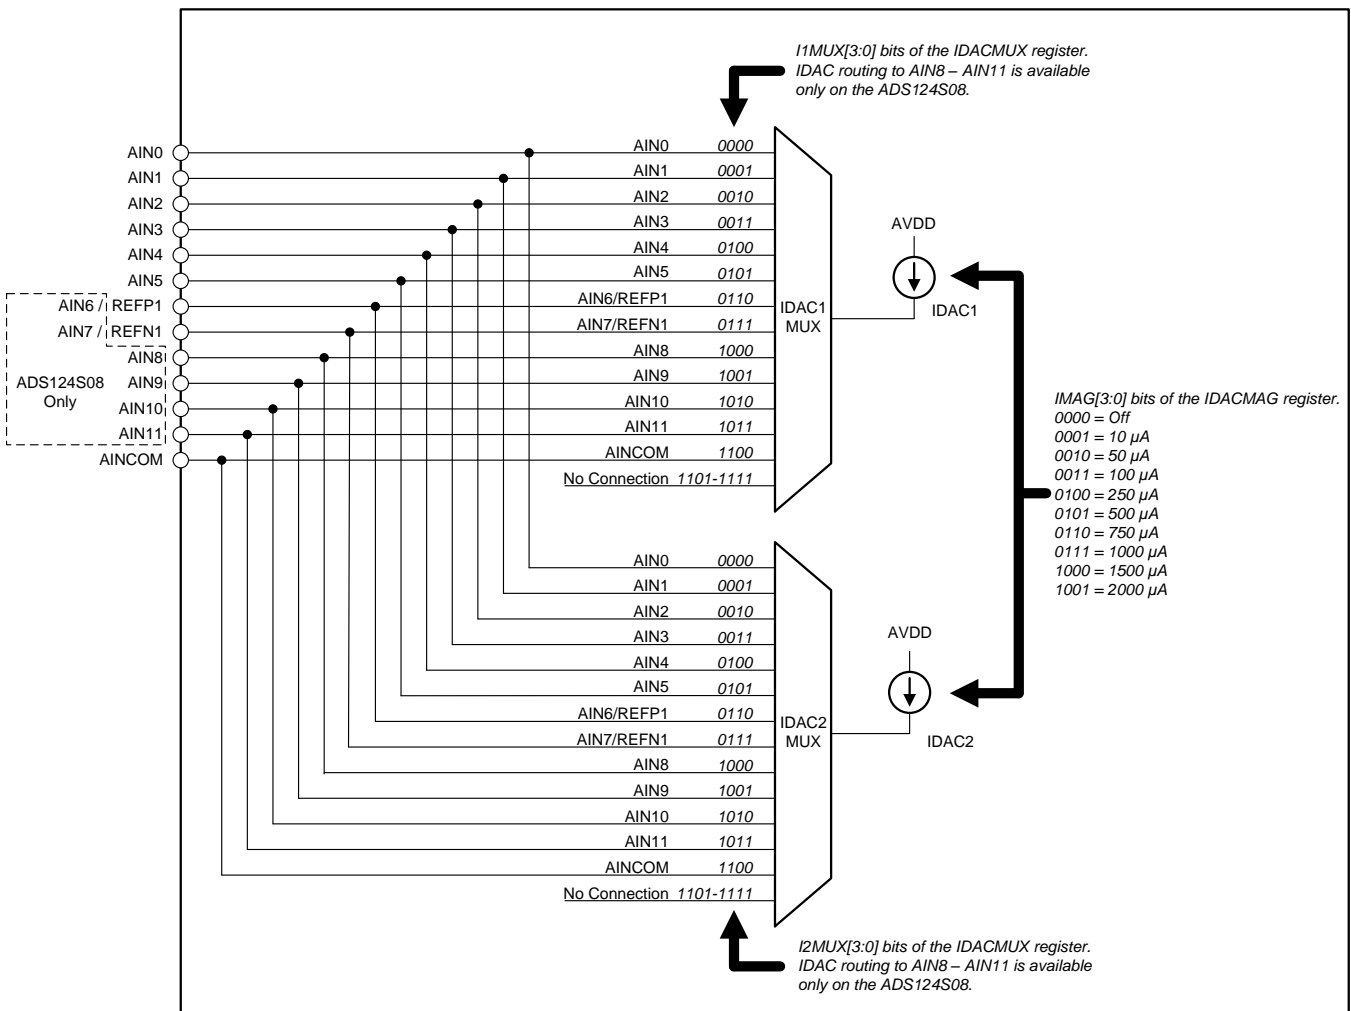 I1MUX[3:0] bits of the IDACMUX register.
IDAC routing to AIN8 – AIN11 is available
only on the ADS124S08.
AIN0
AIN1
AIN2
AIN3
AIN4
AIN5
AIN6 / REFP1
AIN7 / REFN1
AIN8
AIN9
AIN10
AIN11
AINCOM
ADS124S08
Only
AIN0 0000
AIN1 0001
AIN2 0010
AIN3 0011
AIN4 0100
AIN5 0101
AIN6/REFP1 0110
AIN7/REFN1 0111
AIN8 1000
AIN9 1001
AIN10 1010
AIN11 1011
AINCOM 1100
No Connection 1101-1111
IDAC1
MUX
AVDD
IDAC1
IMAG[3:0] bits of the IDACMAG register.
0000 = Off
0001 = 10 µA
0010 = 50 µA
0011 = 100 µA
0100 = 250 µA
0101 = 500 µA
0110 = 750 µA
0111 = 1000 µA
1000 = 1500 µA
1001 = 2000 µA
AIN0 0000
AIN1 0001
AIN2 0010
AIN3 0011
AIN4 0100
AIN5 0101
AIN6/REFP1 0110
AIN7/REFN1 0111
AIN8 1000
AIN9 1001
AIN10 1010
AIN11 1011
AINCOM 1100
No Connection 1101-1111
IDAC2
MUX
AVDD
IDAC2
I2MUX[3:0] bits of the IDACMUX register.
IDAC routing to AIN8 – AIN11 is available
only on the ADS124S08.